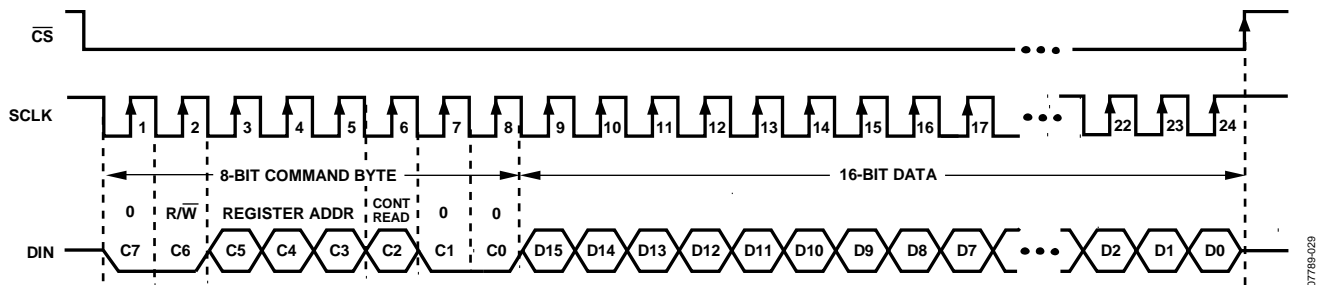 CS
SCLK
1 2 3 4 5 6 7 8 9 10 11 12 13 14 15 16 17 22 23 24
8-BIT COMMAND BYTE 16-BIT DATA
0 R/W REGISTER ADDR CONT READ 0 0
DIN C7 C6 C5 C4 C3 C2 C1 C0 D15 D14 D13 D12 D11 D10 D9 D8 D7 D2 D1 D0
07789-029